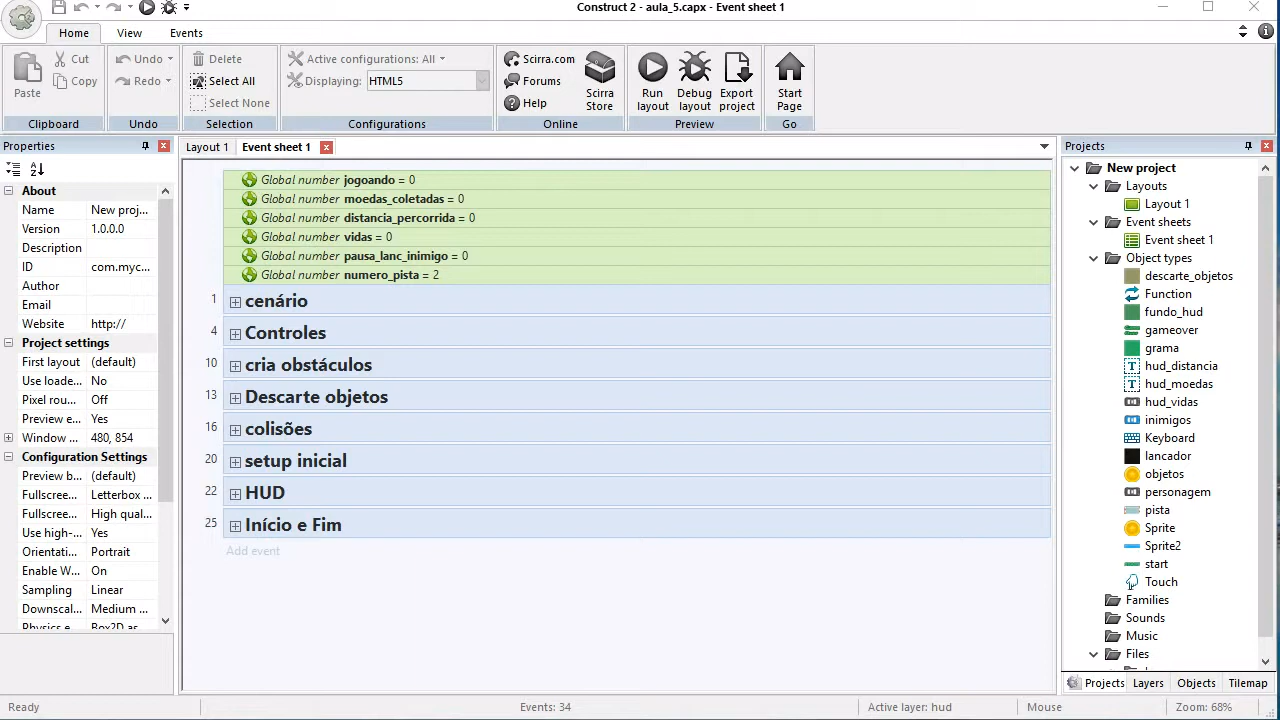 Construct 2 - aula_5.capx - Event sheet 1
Home View Events
Paste Cut Copy Clipboard
Undo Redo Undo
Delete Select All Select None Selection
Active configurations: All
Displaying: HTML5
Configurations
Scirra.com Forums Help Scirra Store Online
Run layout Debug layout Export project Preview
Start Page Go
Properties
Layout 1 Event sheet 1
Projects
About
Name New proj...
Version 1.0.0.0
Description
ID com.myc...
Author
Email
Website http://
Project settings
First layout (default)
Use loade... No
Pixel rou... Off
Preview e... Yes
Window ... 480, 854
Configuration Settings
Preview b... (default)
Fullscree... Letterbox ...
Fullscree... High qual...
Use high-... Yes
Orientati... Portrait
Enable W... On
Sampling Linear
Downscal... Medium ...
Physics e... Box2D as...
Global number jogoando = 0
Global number moedas_coletadas = 0
Global number distancia_percorrida = 0
Global number vidas = 0
Global number pausa_lanc_inimigo = 0
Global number numero_pista = 2
1 cenário
4 Controles
10 cria obstáculos
13 Descarte objetos
16 colisões
20 setup inicial
22 HUD
25 Início e Fim
Add event
New project
Layouts
Layout 1
Event sheets
Event sheet 1
Object types
descarte_objetos
Function
fundo_hud
gameover
grama
hud_distancia
hud_moedas
hud_vidas
inimigos
Keyboard
lancador
objetos
personagem
pista
Sprite
Sprite2
start
Touch
Families
Sounds
Music
Files
Projects Layers Objects Tilemap
Ready Events: 34 Active layer: hud Mouse Zoom: 68%